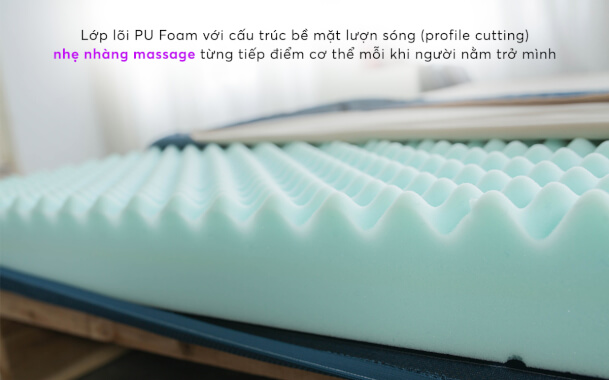 Lớp lõi PU Foam với cấu trúc bề mặt lượn sóng (profile cutting)
nhẹ nhàng massage từng tiếp điểm cơ thể mỗi khi người nằm trở mình